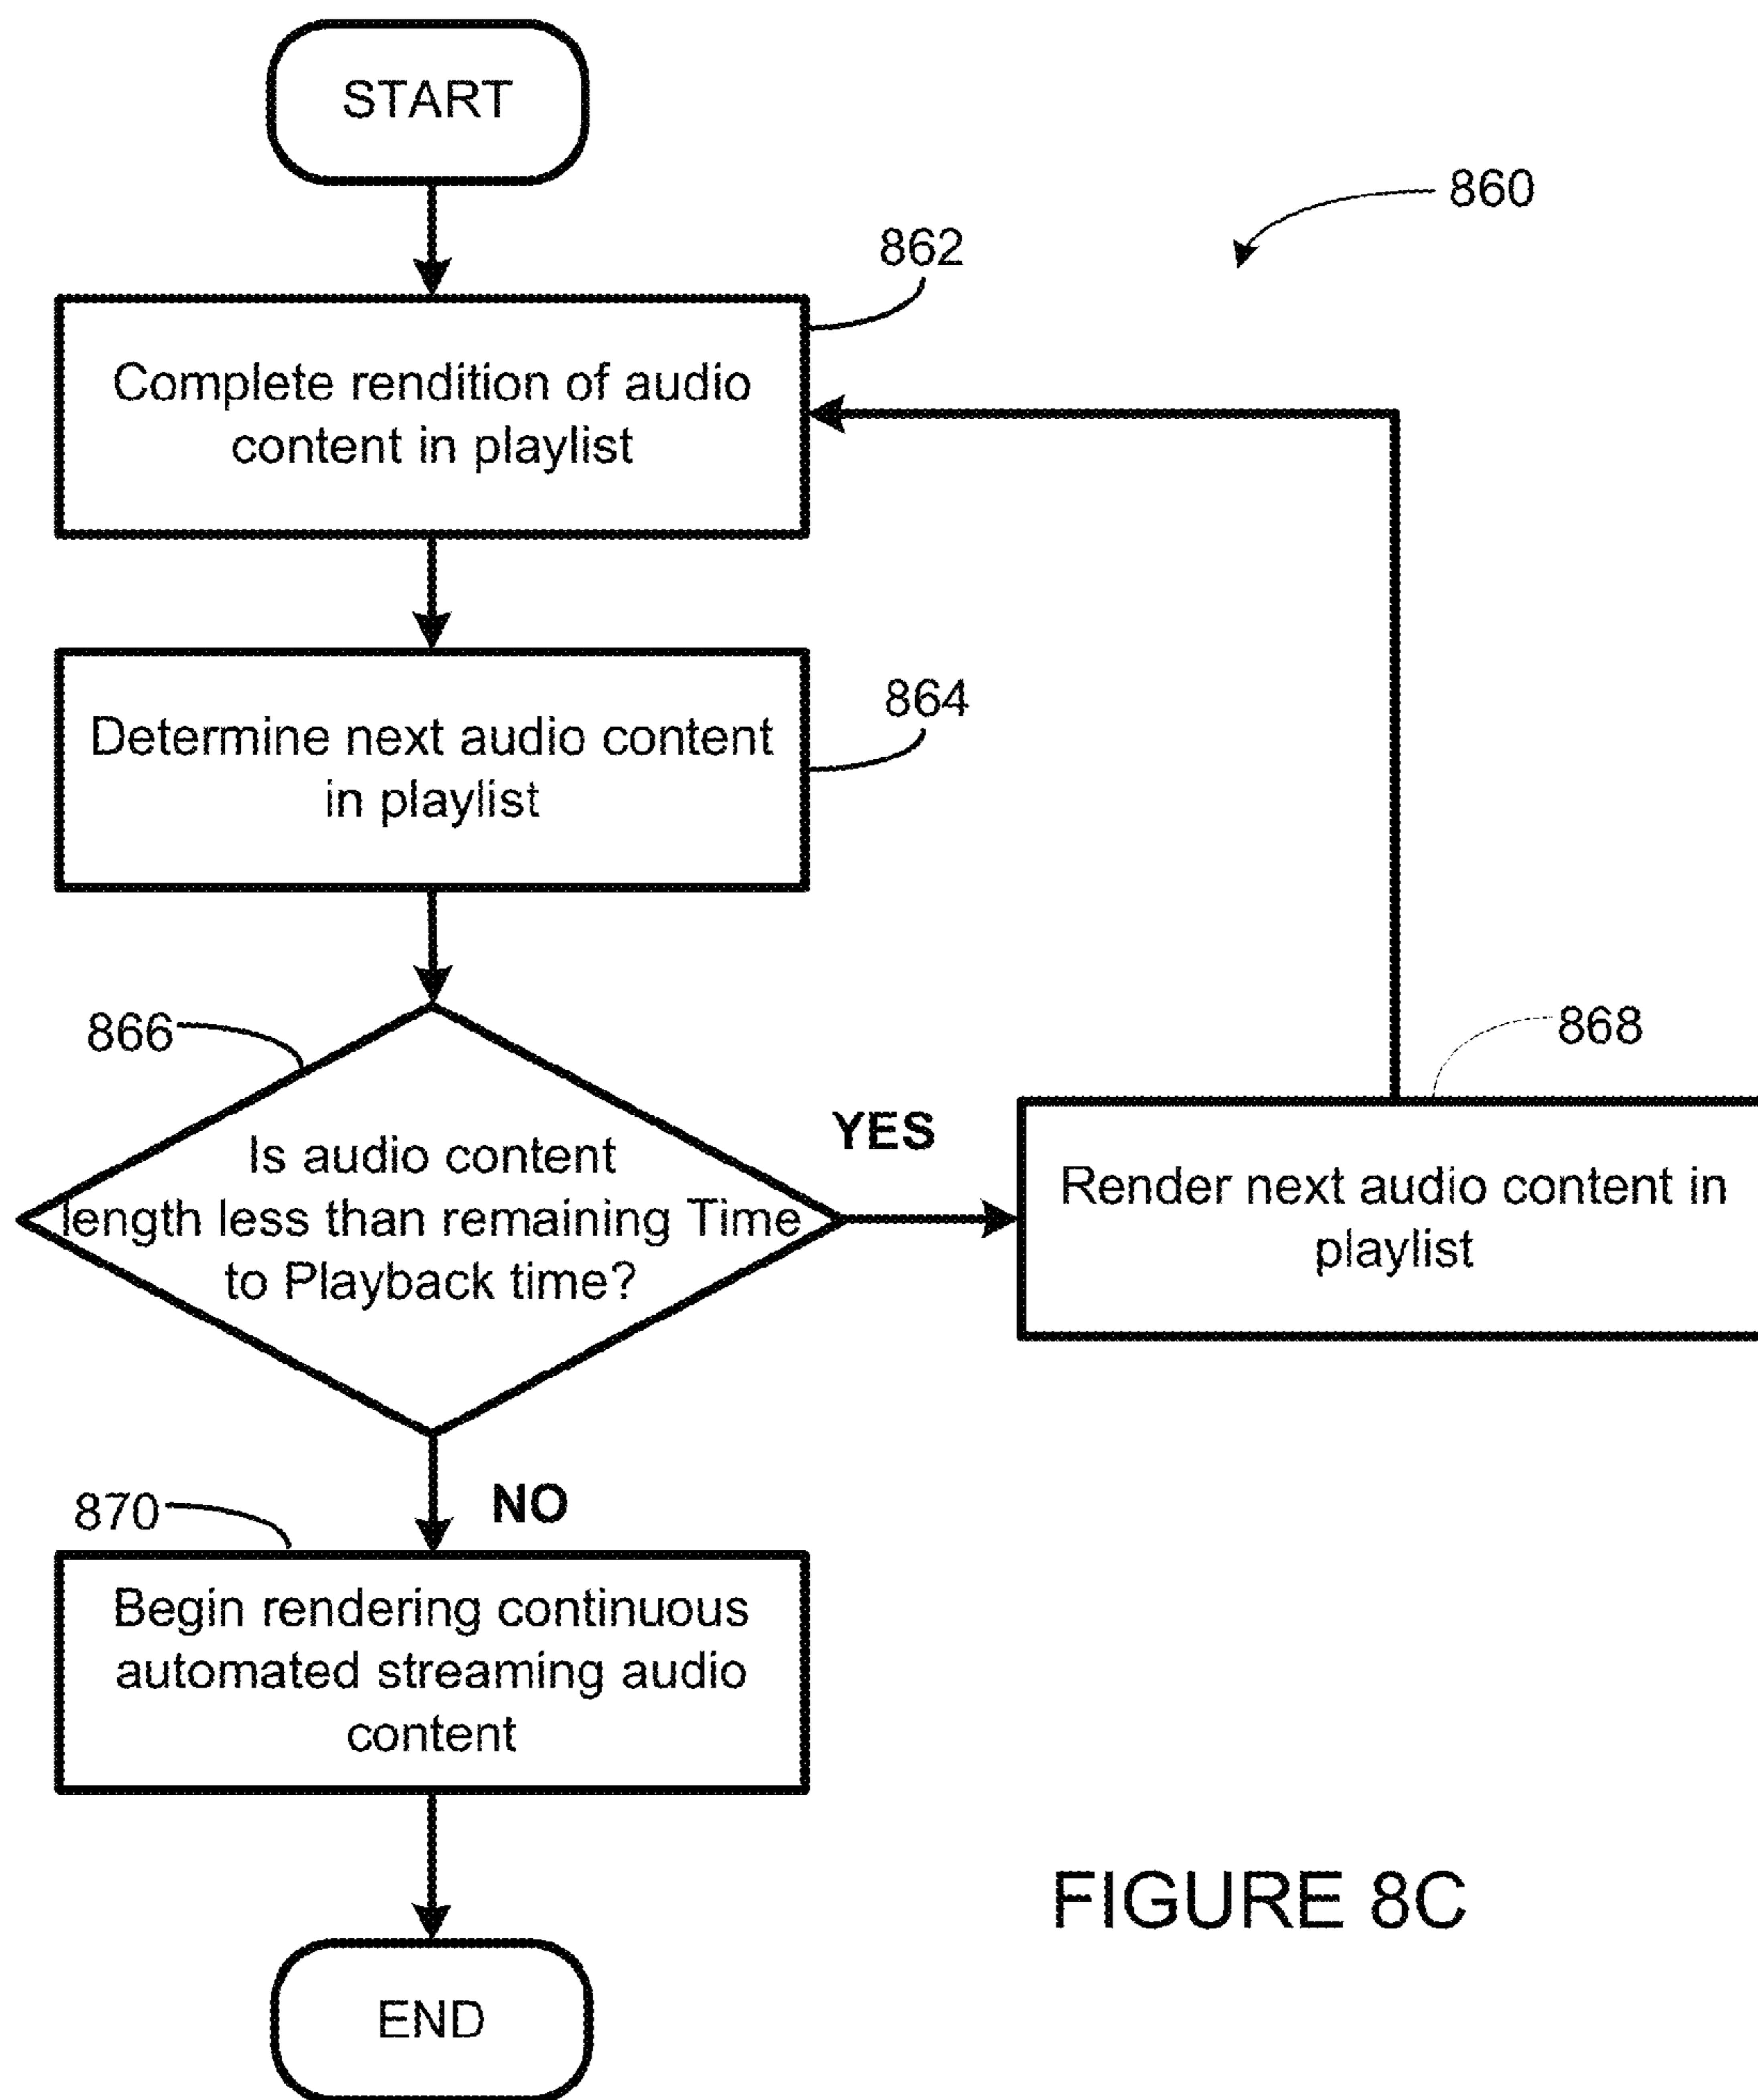 START
860
862
Complete rendition of audio
content in playlist
864
Determine next audio content
in playlist
866
Is audio content
length less than remaining Time
to Playback time?
YES
868
Render next audio content in
playlist
NO
870
Begin rendering continuous
automated streaming audio
content
END
FIGURE 8C